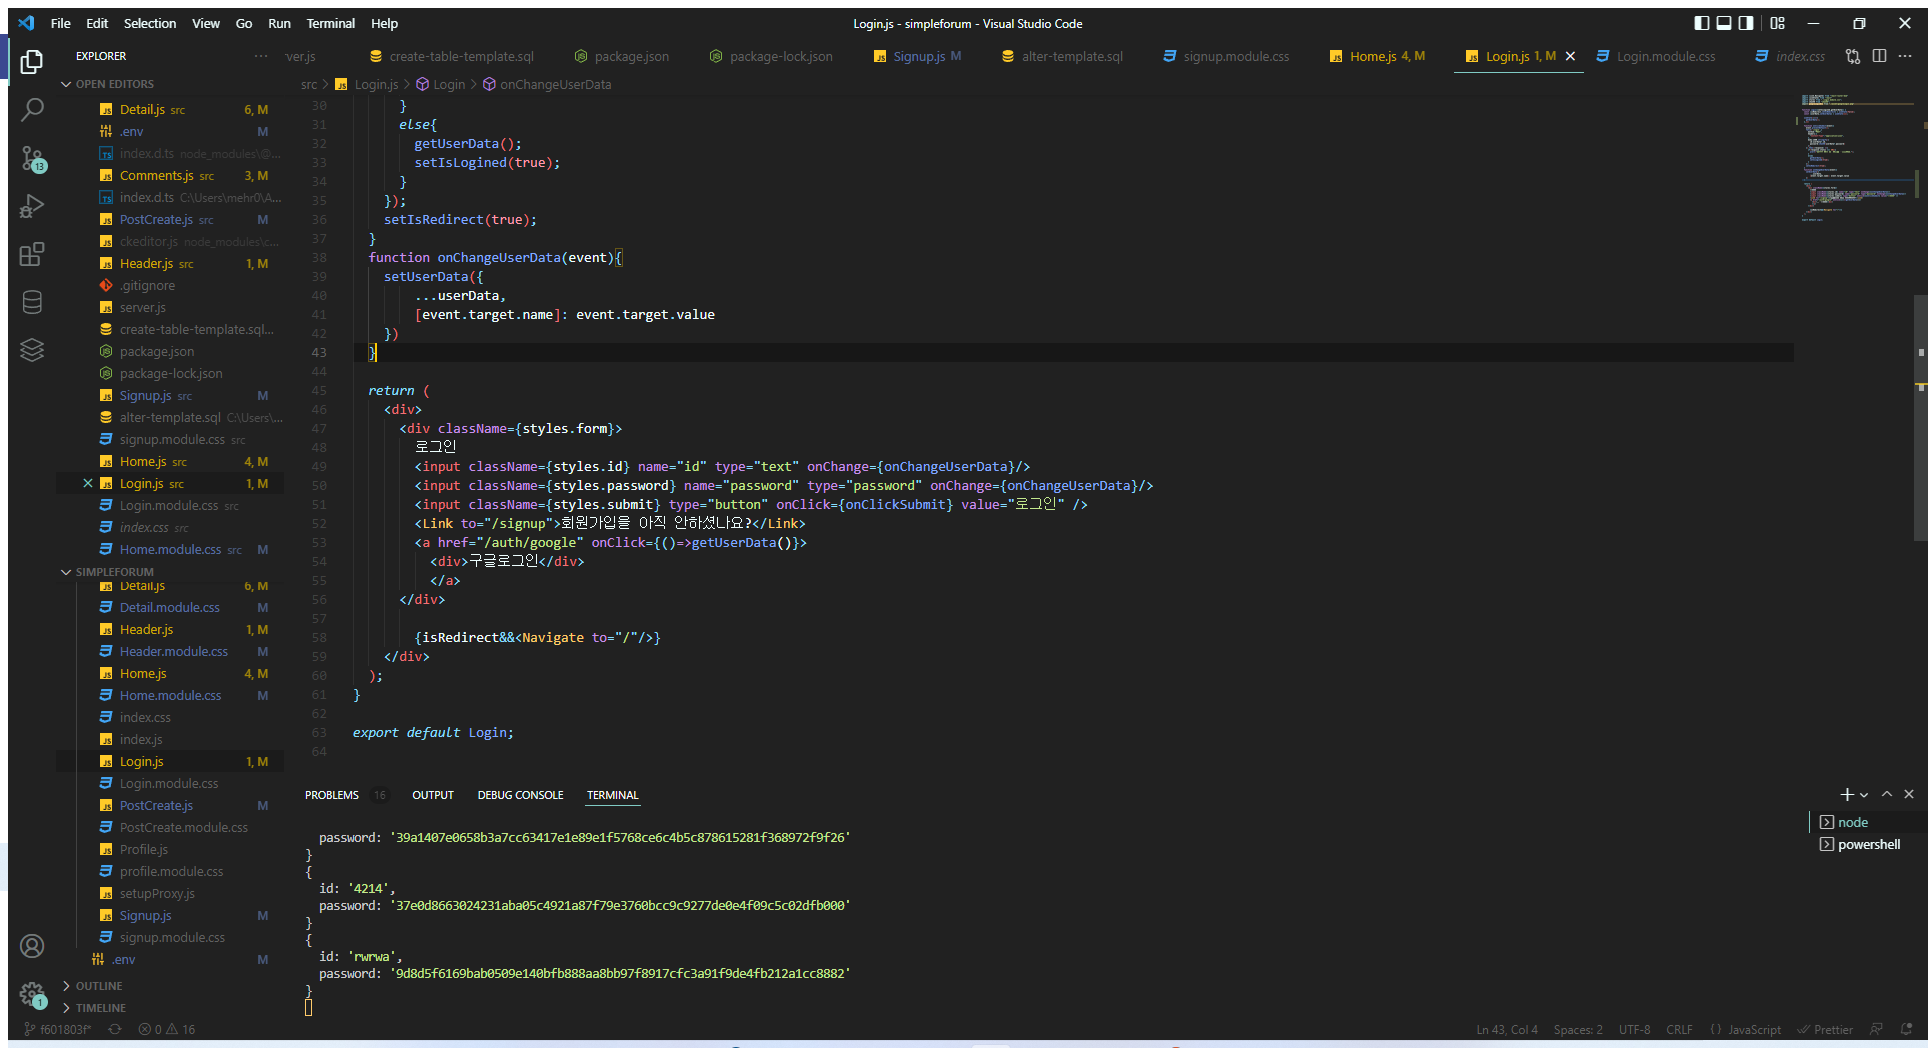 File Edit Selection View Go Run Terminal Help
Login.js - simpleforum - Visual Studio Code
EXPLORER
ver.js create-table-template.sql package.json package-lock.json Signup.js M alter-template.sql signup.module.css Home.js 4, M Login.js 1, M Login.module.css index.css
OPEN EDITORS
Detail.js src 6, M
.env M
index.d.ts node_modules\@...
Comments.js src 3, M
index.d.ts C:\Users\mehr0\A...
PostCreate.js src M
ckeditor.js node_modules\c...
Header.js src 1, M
.gitignore
server.js
create-table-template.sql...
package.json
package-lock.json
Signup.js src M
alter-template.sql C:\Users\...
signup.module.css src
Home.js src 4, M
Login.js src 1, M
Login.module.css src
index.css src
Home.module.css src M
SIMPLEFORUM
Detail.js 6, M
Detail.module.css M
Header.js 1, M
Header.module.css M
Home.js 4, M
Home.module.css M
index.css
index.js
Login.js 1, M
Login.module.css
PostCreate.js M
PostCreate.module.css
Profile.js
profile.module.css
setupProxy.js
Signup.js M
signup.module.css
.env M
OUTLINE
TIMELINE
13
1
src > Login.js > Login > onChangeUserData
30 }
31 else{
32 getUserData();
33 setIsLogined(true);
34 }
35 });
36 setIsRedirect(true);
37 }
38 function onChangeUserData(event){
39 setUserData({
40 ...userData,
41 [event.target.name]: event.target.value
42 })
43 }
44
45 return (
46 <div>
47 <div className={styles.form}>
48 로그인
49 <input className={styles.id} name="id" type="text" onChange={onChangeUserData}/>
50 <input className={styles.password} name="password" type="password" onChange={onChangeUserData}/>
51 <input className={styles.submit} type="button" onClick={onClickSubmit} value="로그인" />
52 <Link to="/signup">회원가입을 아직 안하셨나요?</Link>
53 <a href="/auth/google" onClick={()=>getUserData()}>
54 <div>구글로그인</div>
55 </a>
56 </div>
57
58 {isRedirect&&<Navigate to="/"/>}
59 </div>
60 );
61 }
62
63 export default Login;
64
PROBLEMS 16 OUTPUT DEBUG CONSOLE TERMINAL
password: '39a1407e0658b3a7cc63417e1e89e1f5768ce6c4b5c878615281f368972f9f26'
}
{
id: '4214',
password: '37e0d8663024231aba05c4921a87f79e3760bcc9c9277de0e4f09c5c02dfb000'
}
{
id: 'rwrwa',
password: '9d8d5f6169bab0509e140bfb888aa8bb97f8917cfc3a91f9de4fb212a1cc8882'
}
node
powershell
f601803f* 0 16
Ln 43, Col 4 Spaces: 2 UTF-8 CRLF {} JavaScript Prettier